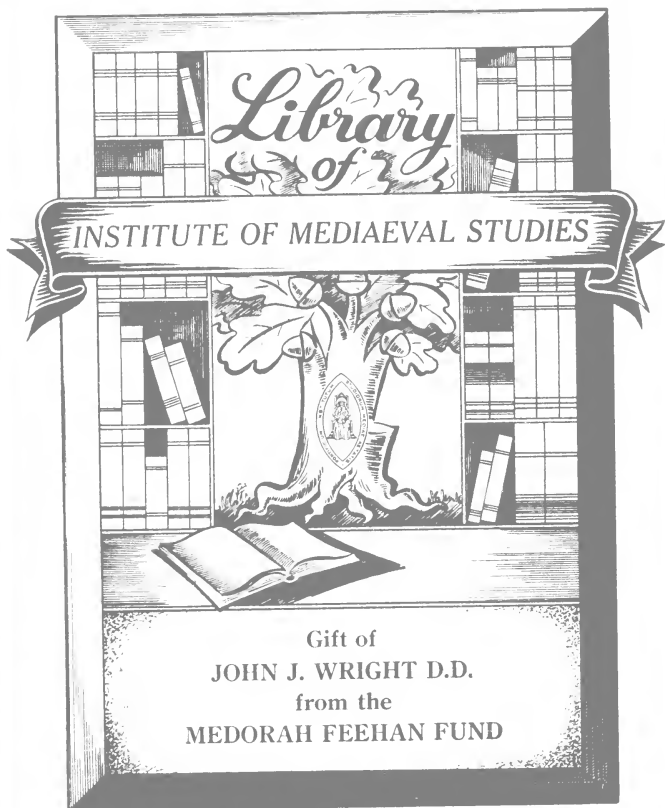 Library
of
INSTITUTE OF MEDIAEVAL STUDIES
Gift of
JOHN J. WRIGHT D.D.
from the
MEDORAH FEEHAN FUND